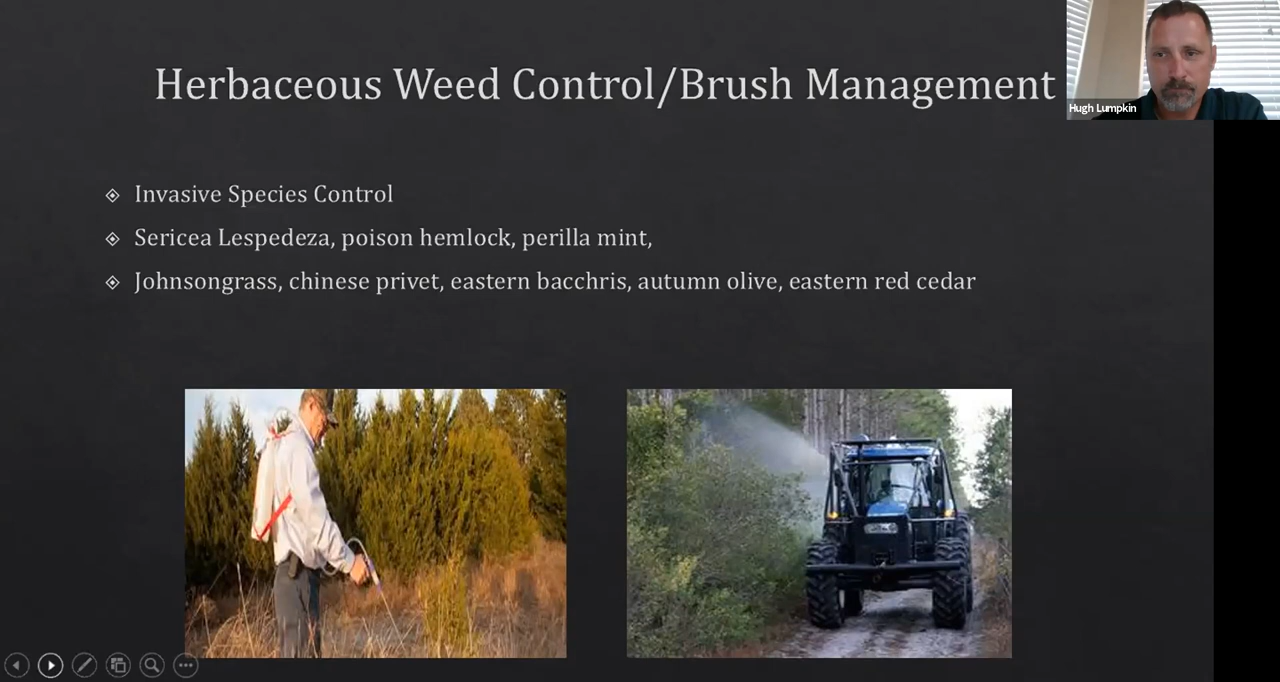 Herbaceous Weed Control/Brush Management
Hugh Lumpkin
Invasive Species Control
Sericea Lespedeza, poison hemlock, perilla mint,
Johnsongrass, chinese privet, eastern bacchris, autumn olive, eastern red cedar